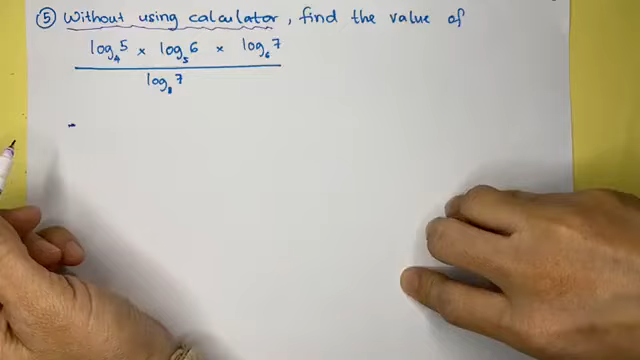 ⑤ Without using calculator, find the value of
log₄5 × log₅6 × log₆7
log₈7